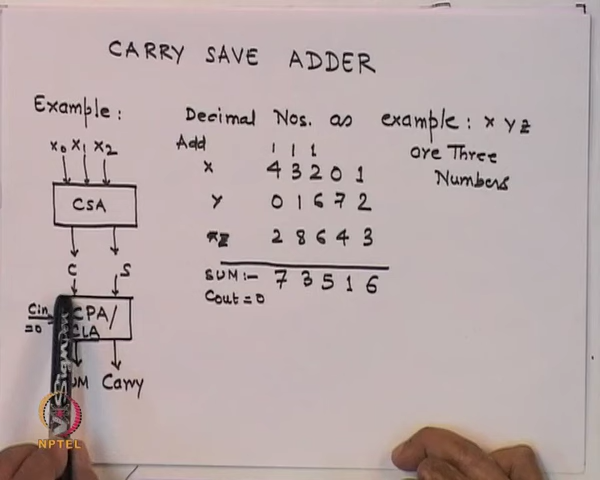 CARRY SAVE ADDER
Example:
Decimal Nos. as example: X Y Z
are Three
Numbers
X0 X1 X2
CSA
C S
Cin
=0
CPA/
CLA
UM Carry
Add 1 1 1
X 4 3 2 0 1
Y 0 1 6 7 2
Z 2 8 6 4 3
SUM:- 7 3 5 1 6
Cout=0
NPTEL